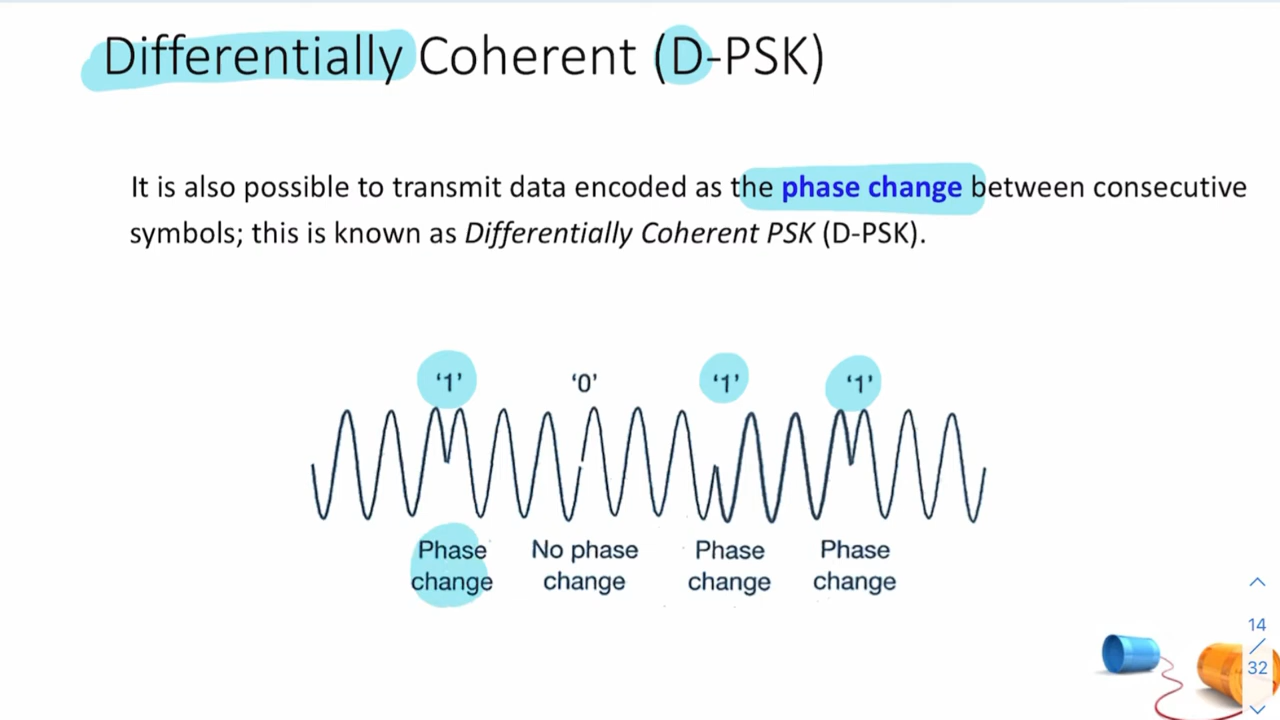 Differentially Coherent (D-PSK)
It is also possible to transmit data encoded as the phase change between consecutive
symbols; this is known as Differentially Coherent PSK (D-PSK).
‘1’ ‘0’ ‘1’ ‘1’
Phase No phase Phase Phase
change change change change
14
/
32